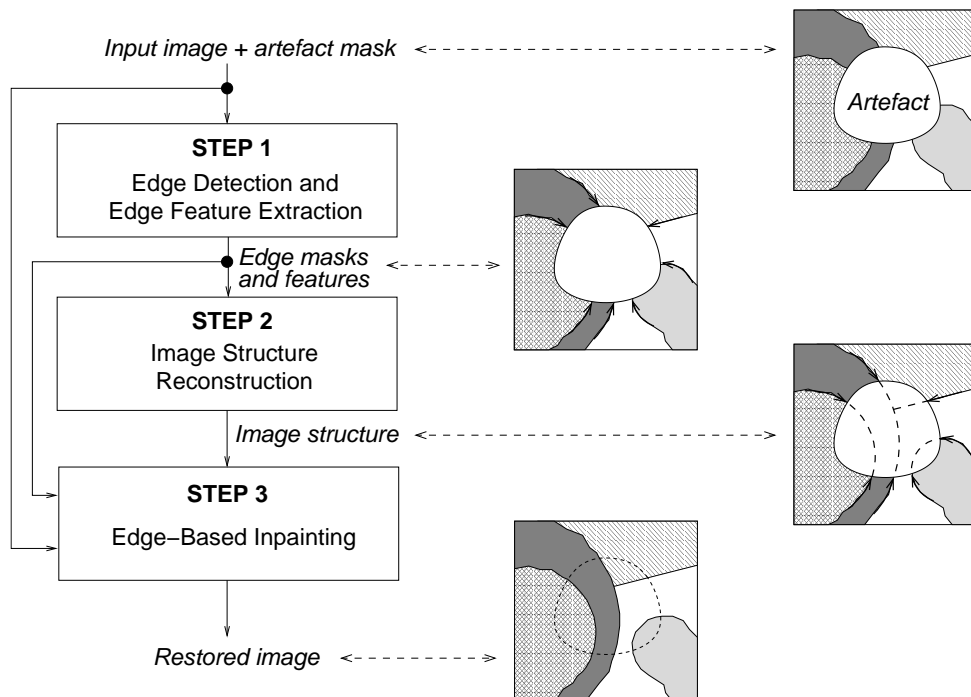 Input image + artefact mask
Artefact
STEP 1
Edge Detection and
Edge Feature Extraction
Edge masks
and features
STEP 2
Image Structure
Reconstruction
Image structure
STEP 3
Edge−Based Inpainting
Restored image